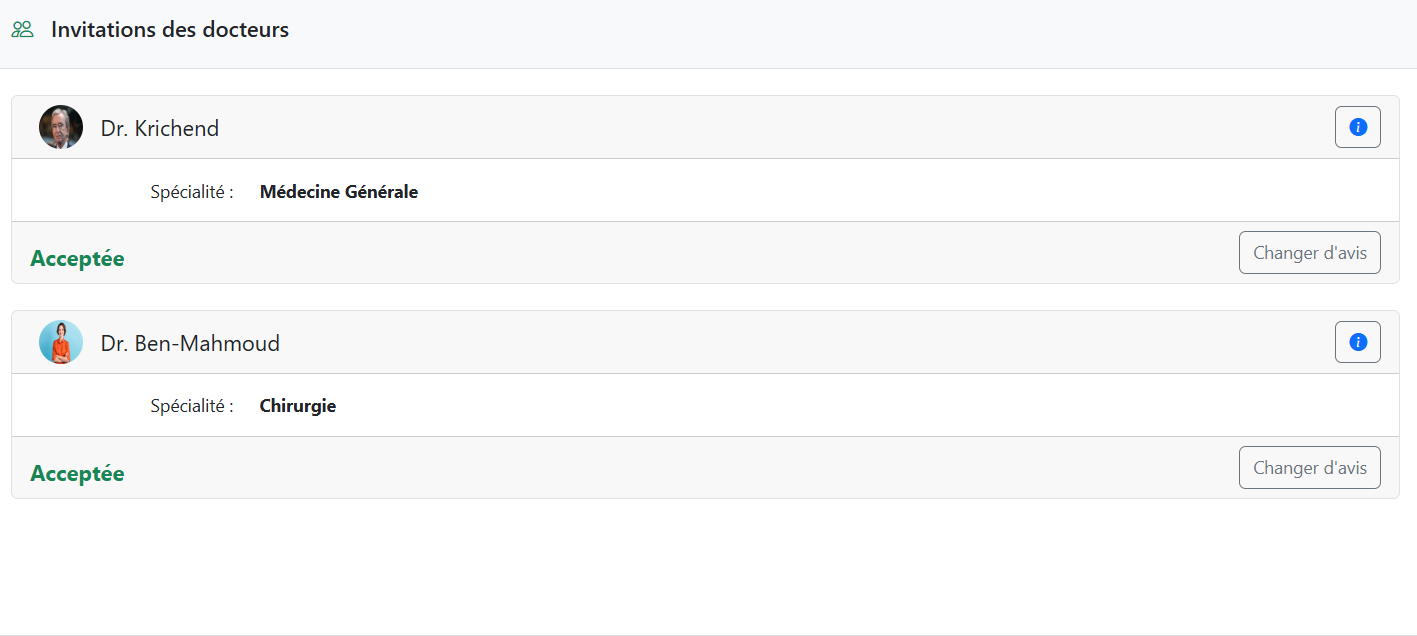 Invitations des docteurs
Dr. Krichend
Spécialité : Médecine Générale
Acceptée Changer d'avis
Dr. Ben-Mahmoud
Spécialité : Chirurgie
Acceptée Changer d'avis